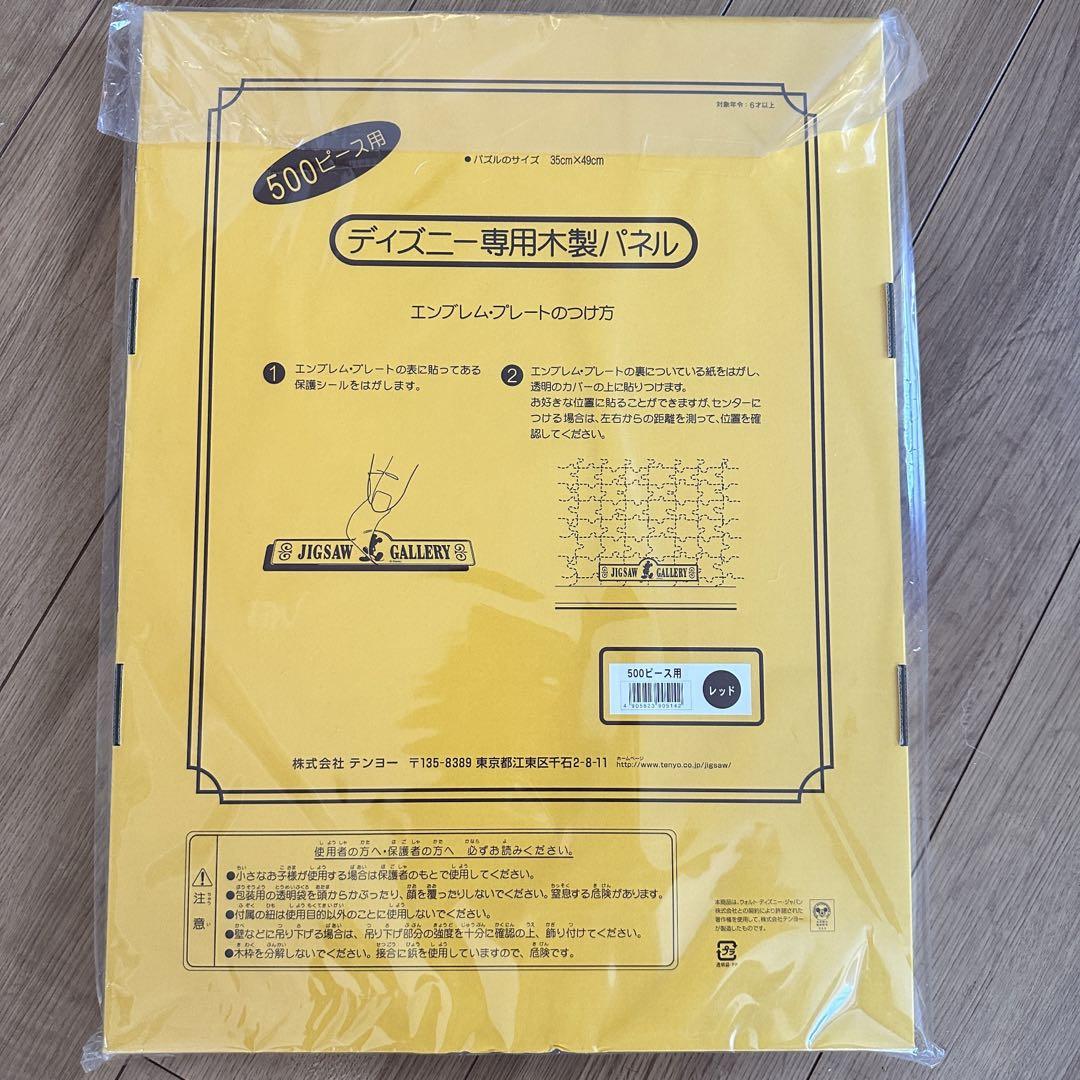 対象年令：6才以上
500ピース用
●パズルのサイズ 35cm×49cm
ディズニー専用木製パネル
エンブレム・プレートのつけ方
1 エンブレム・プレートの表に貼ってある
保護シールをはがします。
2 エンブレム・プレートの裏についている紙をはがし、
透明のカバーの上に貼りつけます。
お好きな位置に貼ることができますが、センターに
つける場合は、左右からの距離を測って、位置を確
認してください。
JIGSAW GALLERY
JIGSAW GALLERY
500ピース用
レッド
4 905823 905142
株式会社 テンヨー 〒135-8389 東京都江東区千石2-8-11 ホームページ http://www.tenyo.co.jp/jigsaw/
使用者の方へ・保護者の方へ 必ずお読みください。
注意
●小さなお子様が使用する場合は保護者のもとで使用してください。
●包装用の透明袋を頭からかぶったり、顔を覆ったりしないでください。窒息する危険があります。
●付属の紐は使用目的以外のことに使用しないでください。
●壁などに吊り下げる場合は、吊り下げ部分の強度を十分に確認の上、飾り付けてください。
●木枠を分解しないでください。接合に鋲を使用していますので、危険です。
本商品は、ウォルト・ディズニー・ジャパン
株式会社との契約により許諾された
著作権を使用して、株式会社テンヨー
が製造したものです。
プラ
透明袋：PP